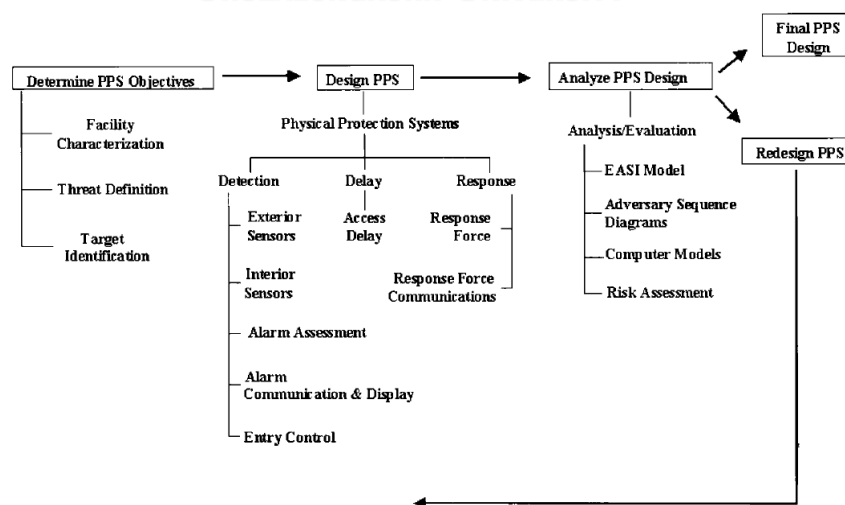 Final PPS
Design
Determine PPS Objectives
Design PPS
Analyze PPS Design
Facility
Characterization
Threat Definition
Target
Identification
Physical Protection Systems
Detection
Delay
Response
Exterior
Sensors
Interior
Sensors
Alarm Assessment
Alarm
Communication & Display
Entry Control
Access
Delay
Response
Force
Response Force
Communications
Analysis/Evaluation
EASI Model
Adversary Sequence
Diagrams
Computer Models
Risk Assessment
Redesign PPS